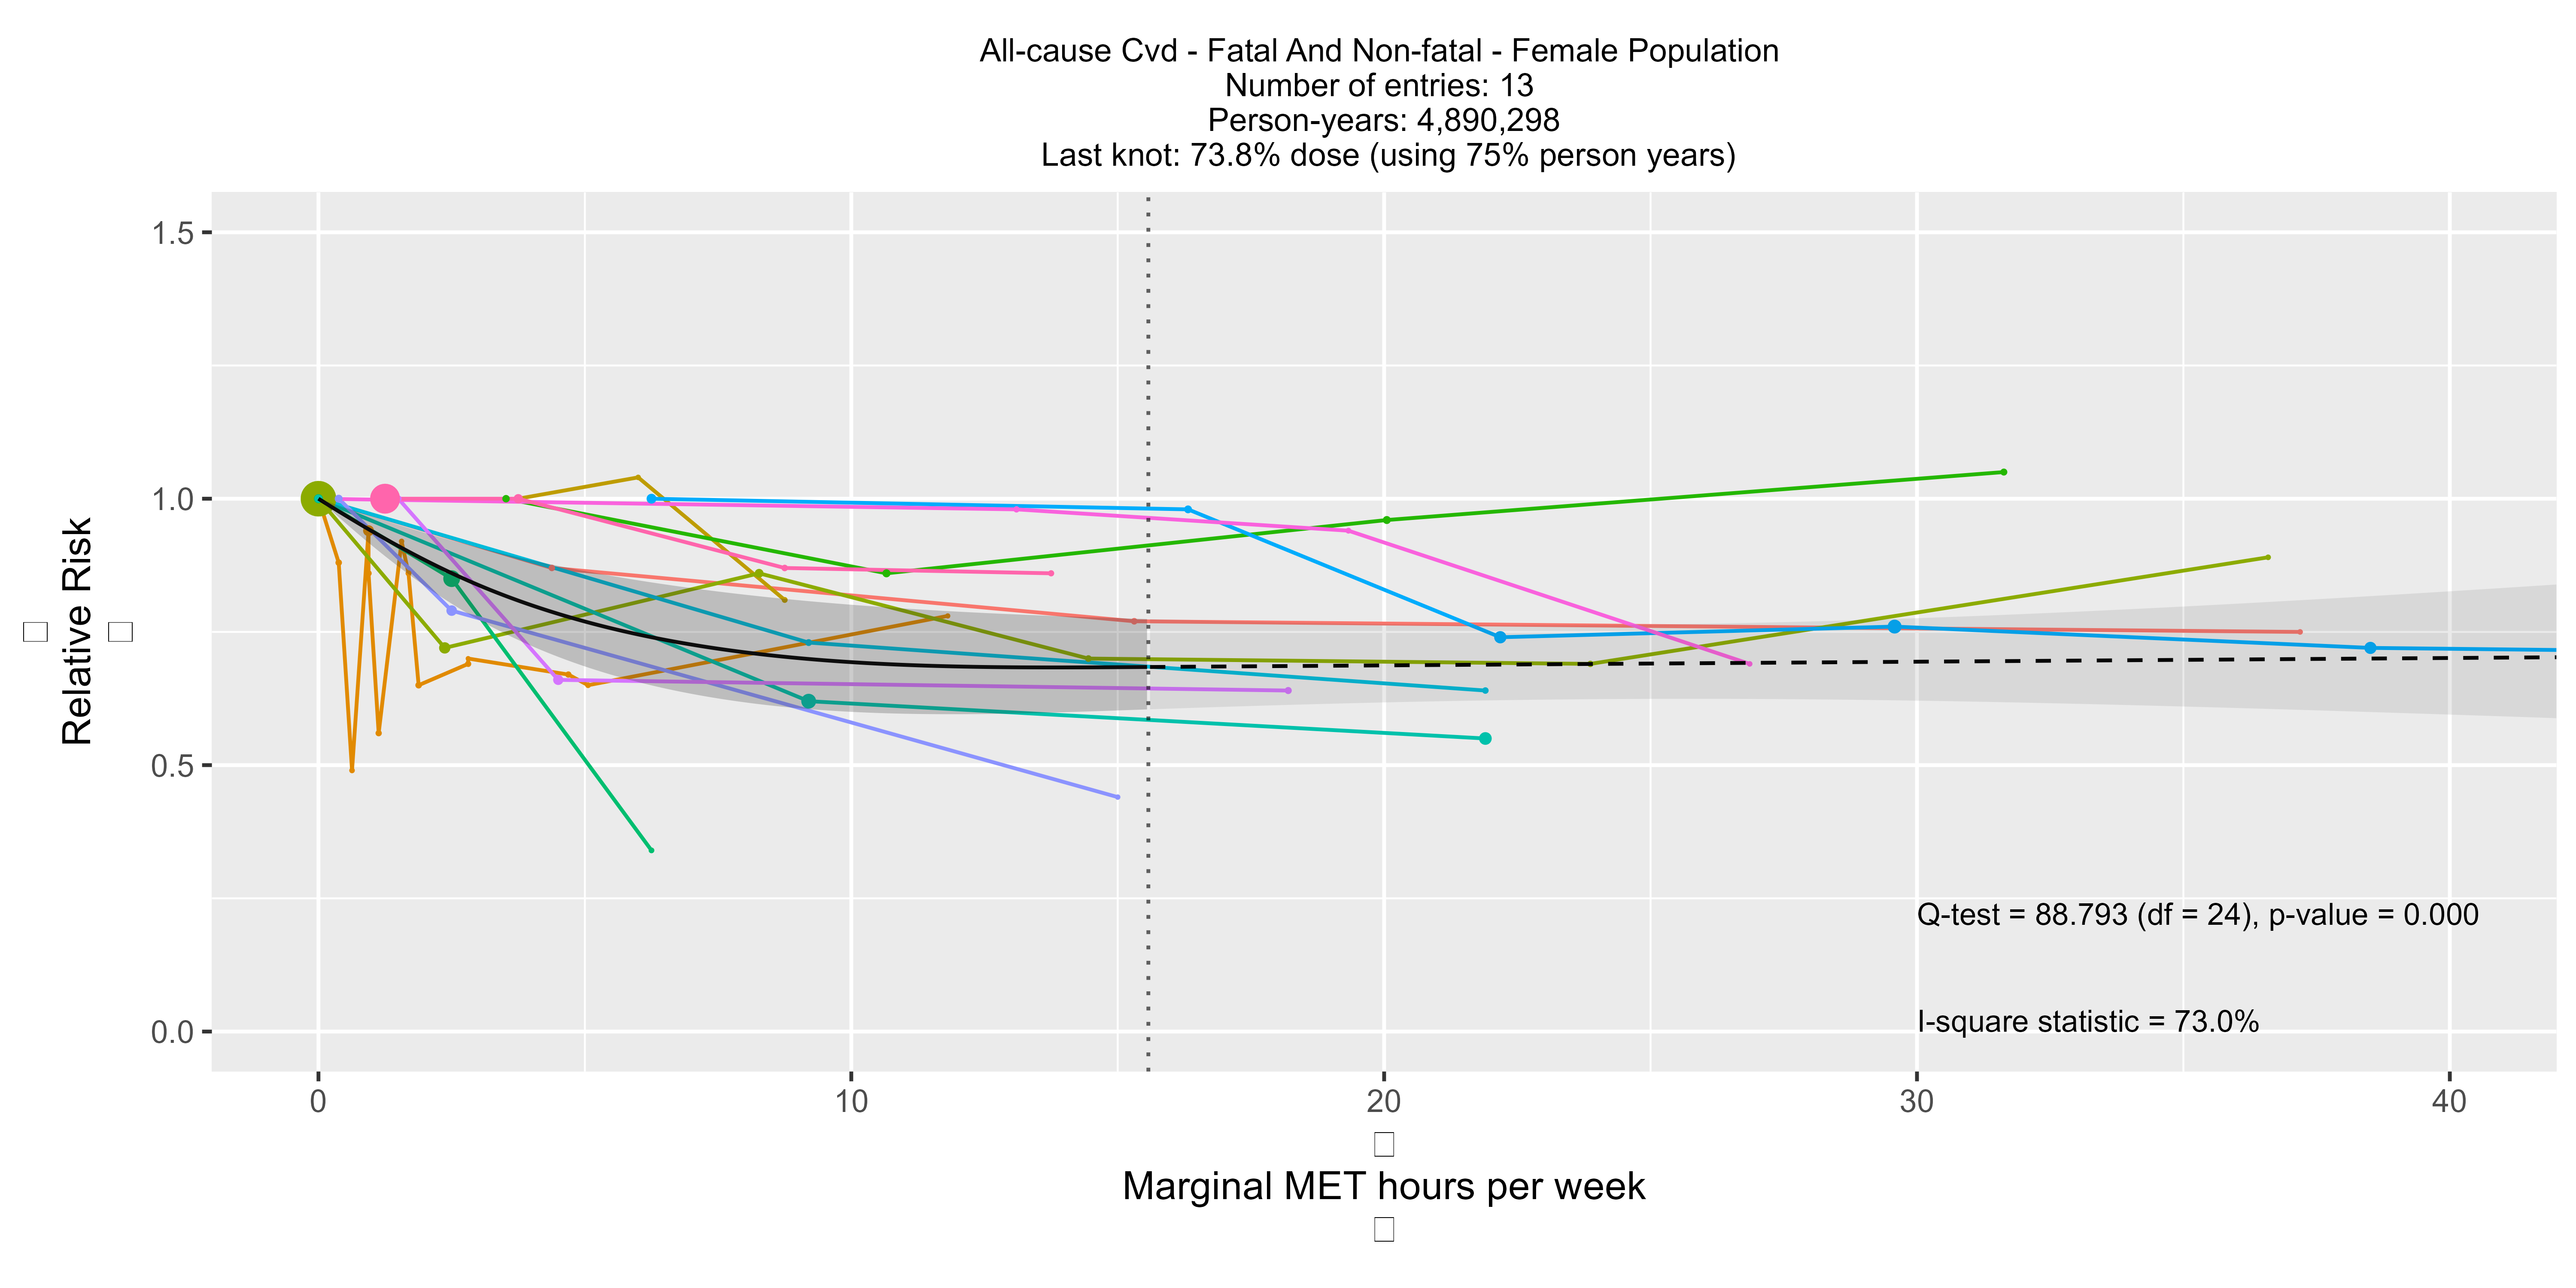 All-cause Cvd - Fatal And Non-fatal - Female Population
Number of entries: 13
Person-years: 4,890,298
Last knot: 73.8% dose (using 75% person years)
1.5
1.0
0.5
0.0
Relative Risk
Q-test = 88.793 (df = 24), p-value = 0.000
I-square statistic = 73.0%
0 10 20 30 40
Marginal MET hours per week